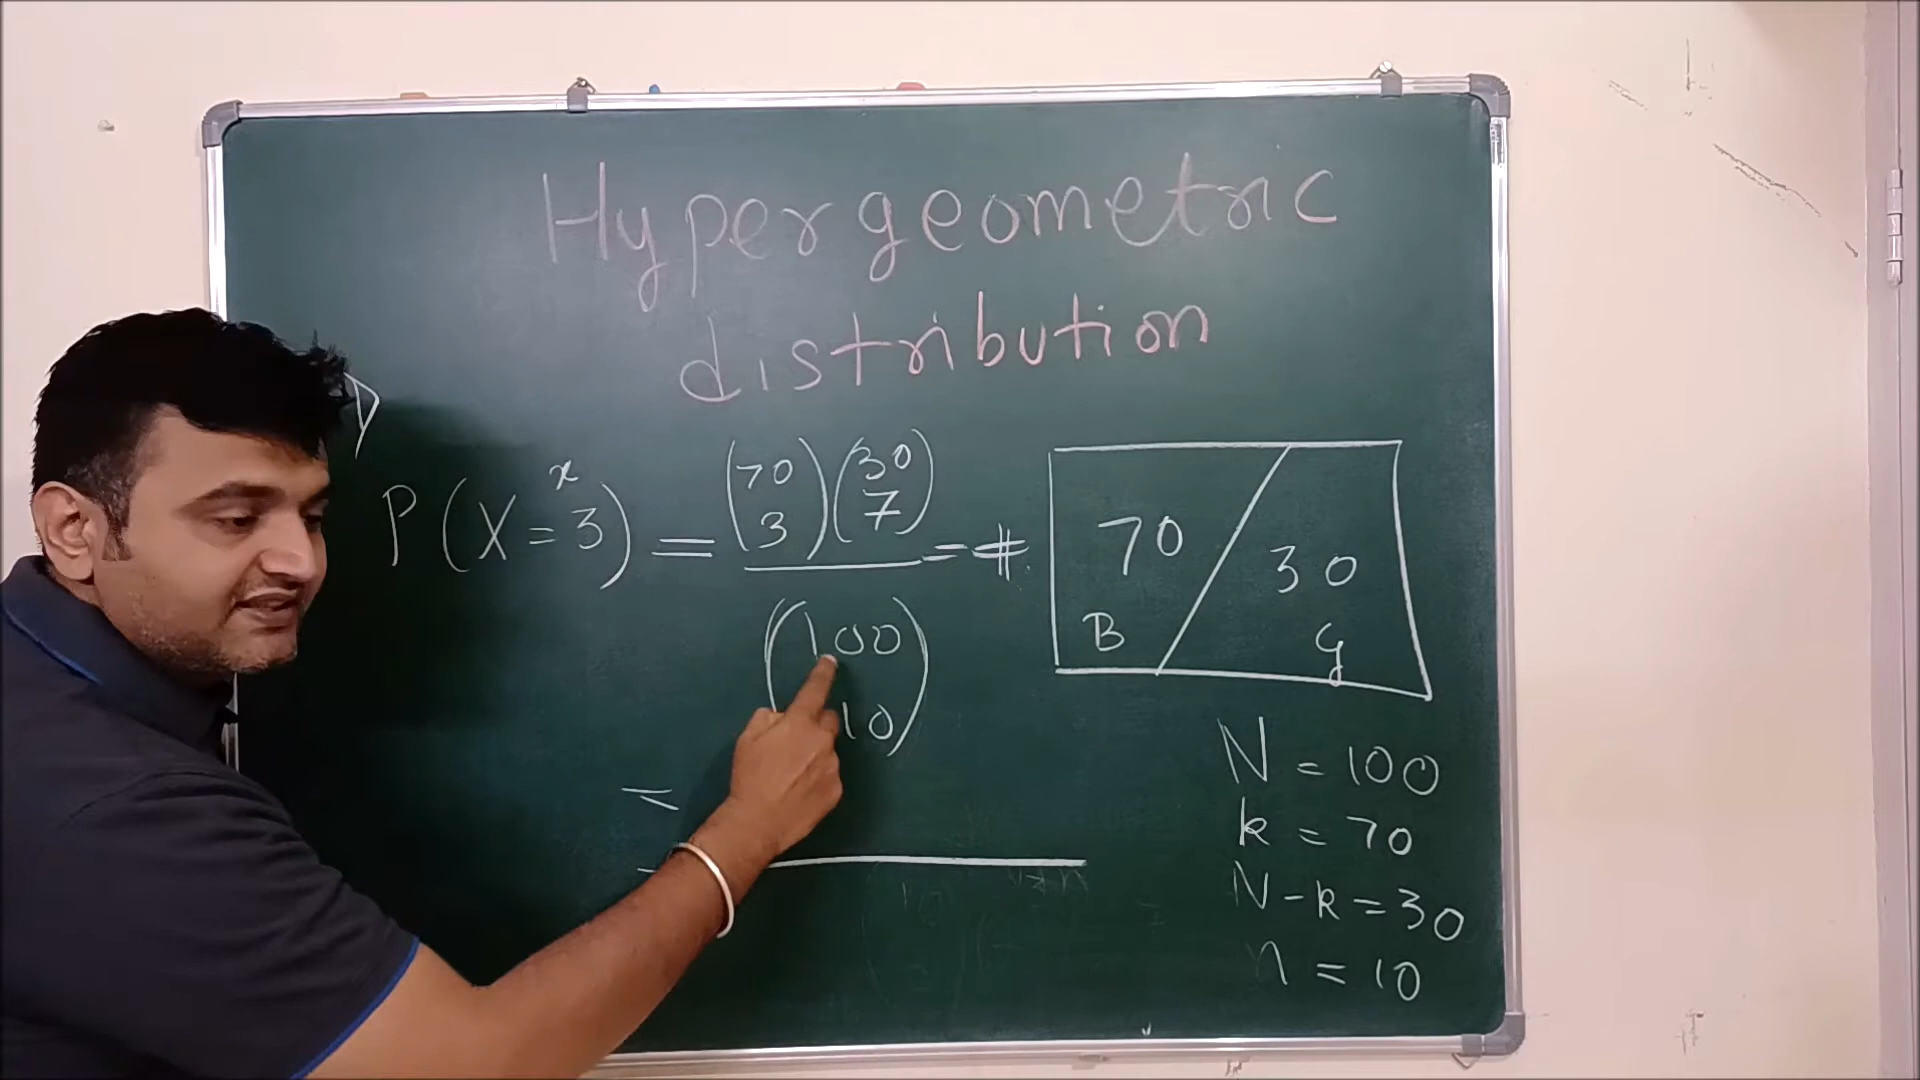 Hypergeometric
distribution
x
P(X=3) = (70 3)(30 7) / (100 10) = #
70 30
B G
N = 100
k = 70
N-k = 30
n = 10
=